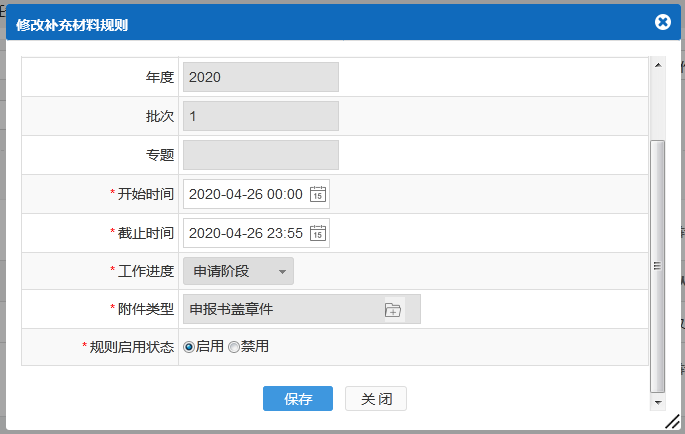 修改补充材料规则
年度 2020
批次 1
专题
*开始时间 2020-04-26 00:00
*截止时间 2020-04-26 23:55
*工作进度 申请阶段
*附件类型 申报书盖章件
*规则启用状态 启用 禁用
保存 关闭